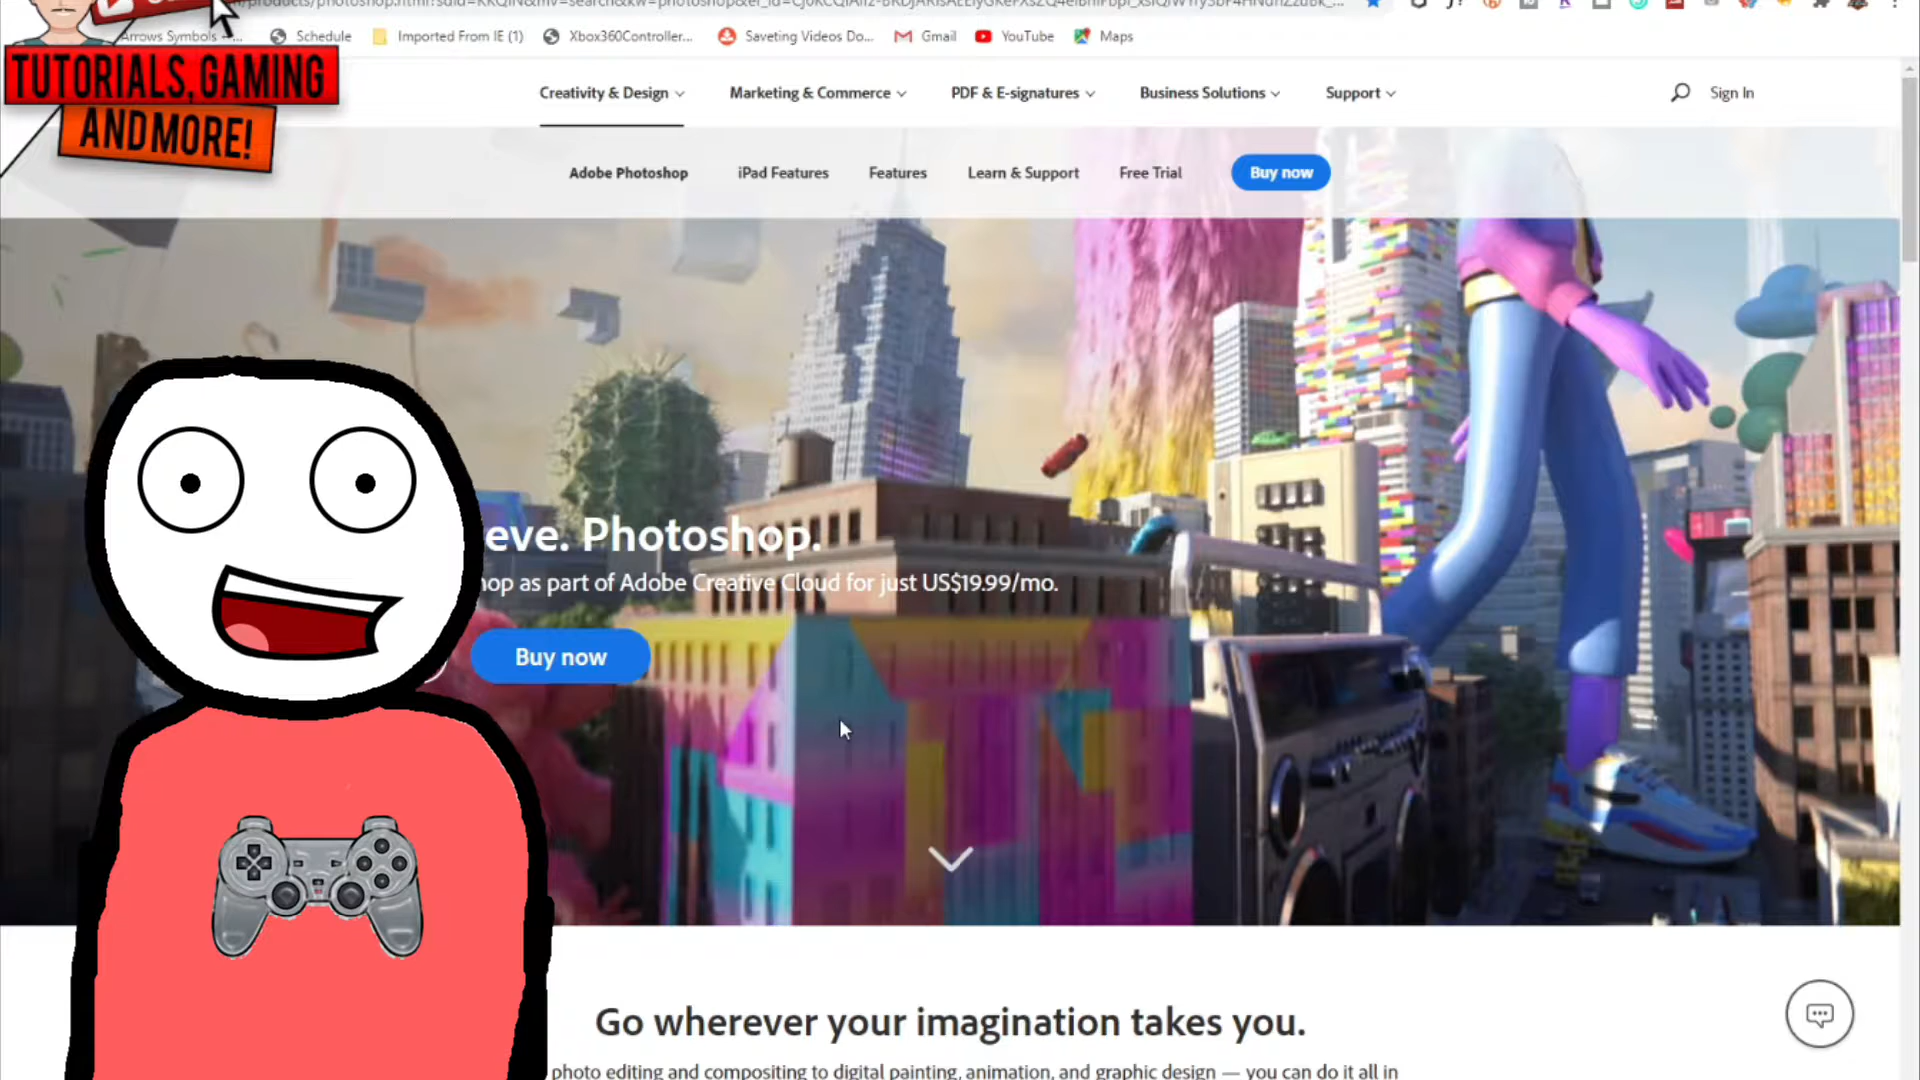 Arrows Symbols
Schedule
Imported From IE (1)
Xbox360Controller...
Saveting Videos Do...
Gmail
YouTube
Maps
TUTORIALS, GAMING
AND MORE!
Creativity & Design
Marketing & Commerce
PDF & E-signatures
Business Solutions
Support
Sign In
Adobe Photoshop
iPad Features
Features
Learn & Support
Free Trial
Buy now
eve. Photoshop.
hop as part of Adobe Creative Cloud for just US$19.99/mo.
Buy now
Go wherever your imagination takes you.
photo editing and compositing to digital painting, animation, and graphic design — you can do it all in